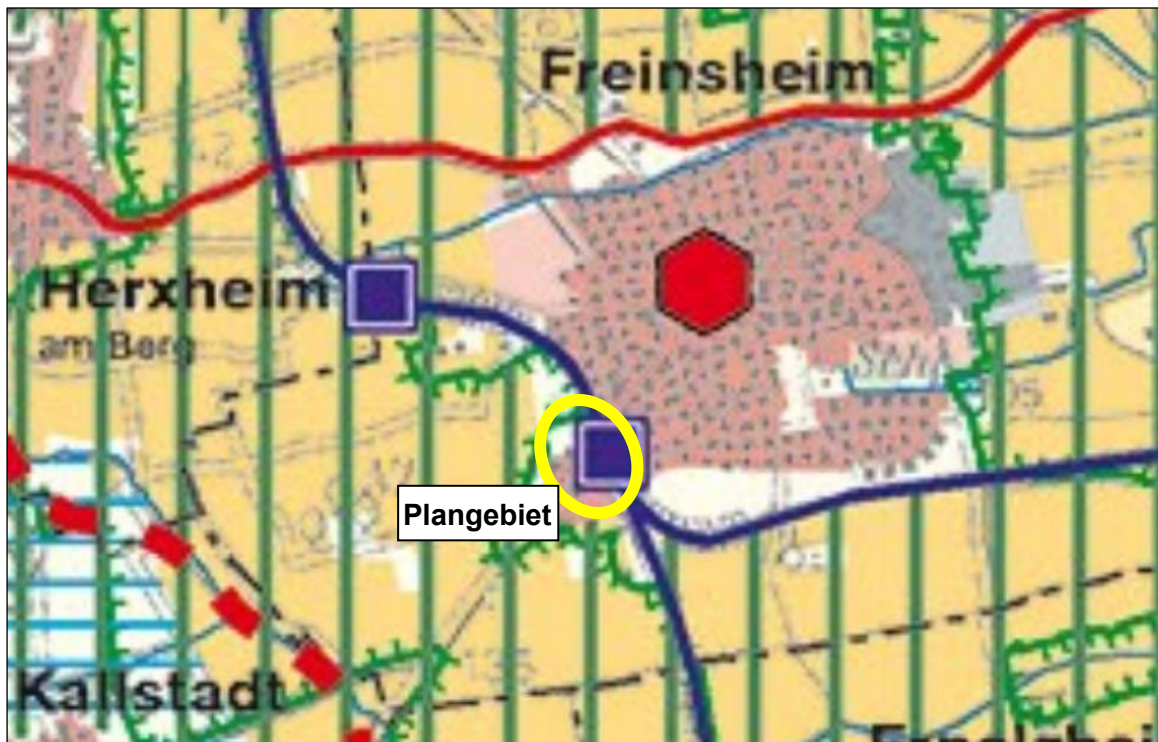 Freinsheim
Herxheim
am Berg
Plangebiet
Kallstadt